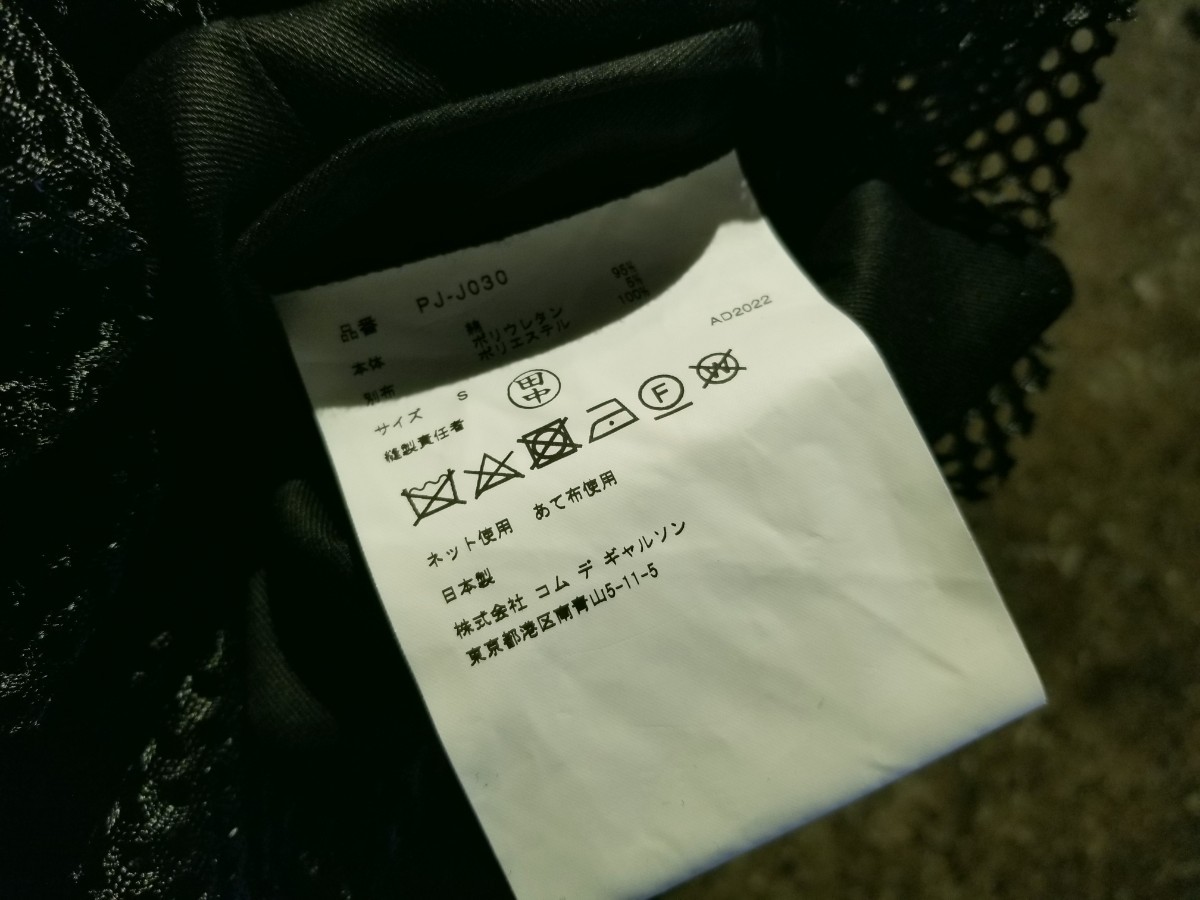 品番 PJ-J030
本体 綿 95%
ポリウレタン 5%
別布 ポリエステル 100%
サイズ S
AD2022
縫製責任者 田中
F W
ネット使用 あて布使用
日本製
株式会社 コム デ ギャルソン
東京都港区南青山5-11-5